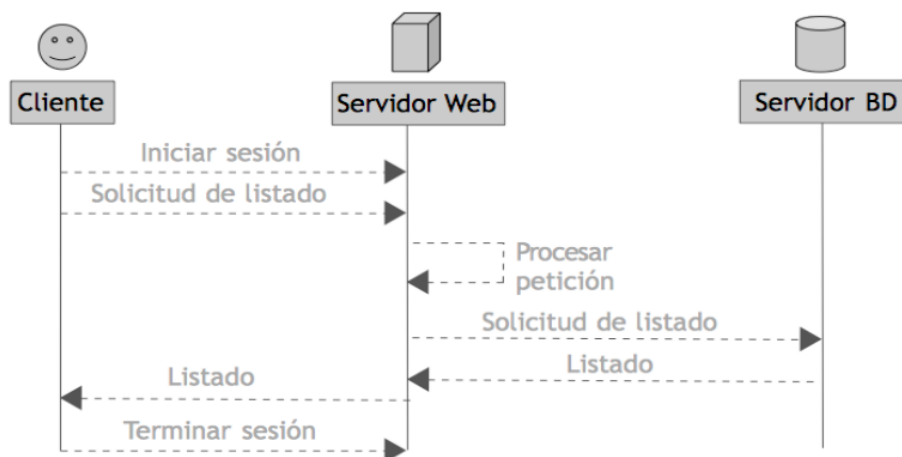 Cliente
Servidor Web
Servidor BD
Iniciar sesión
Solicitud de listado
Procesar
petición
Solicitud de listado
Listado
Listado
Terminar sesión